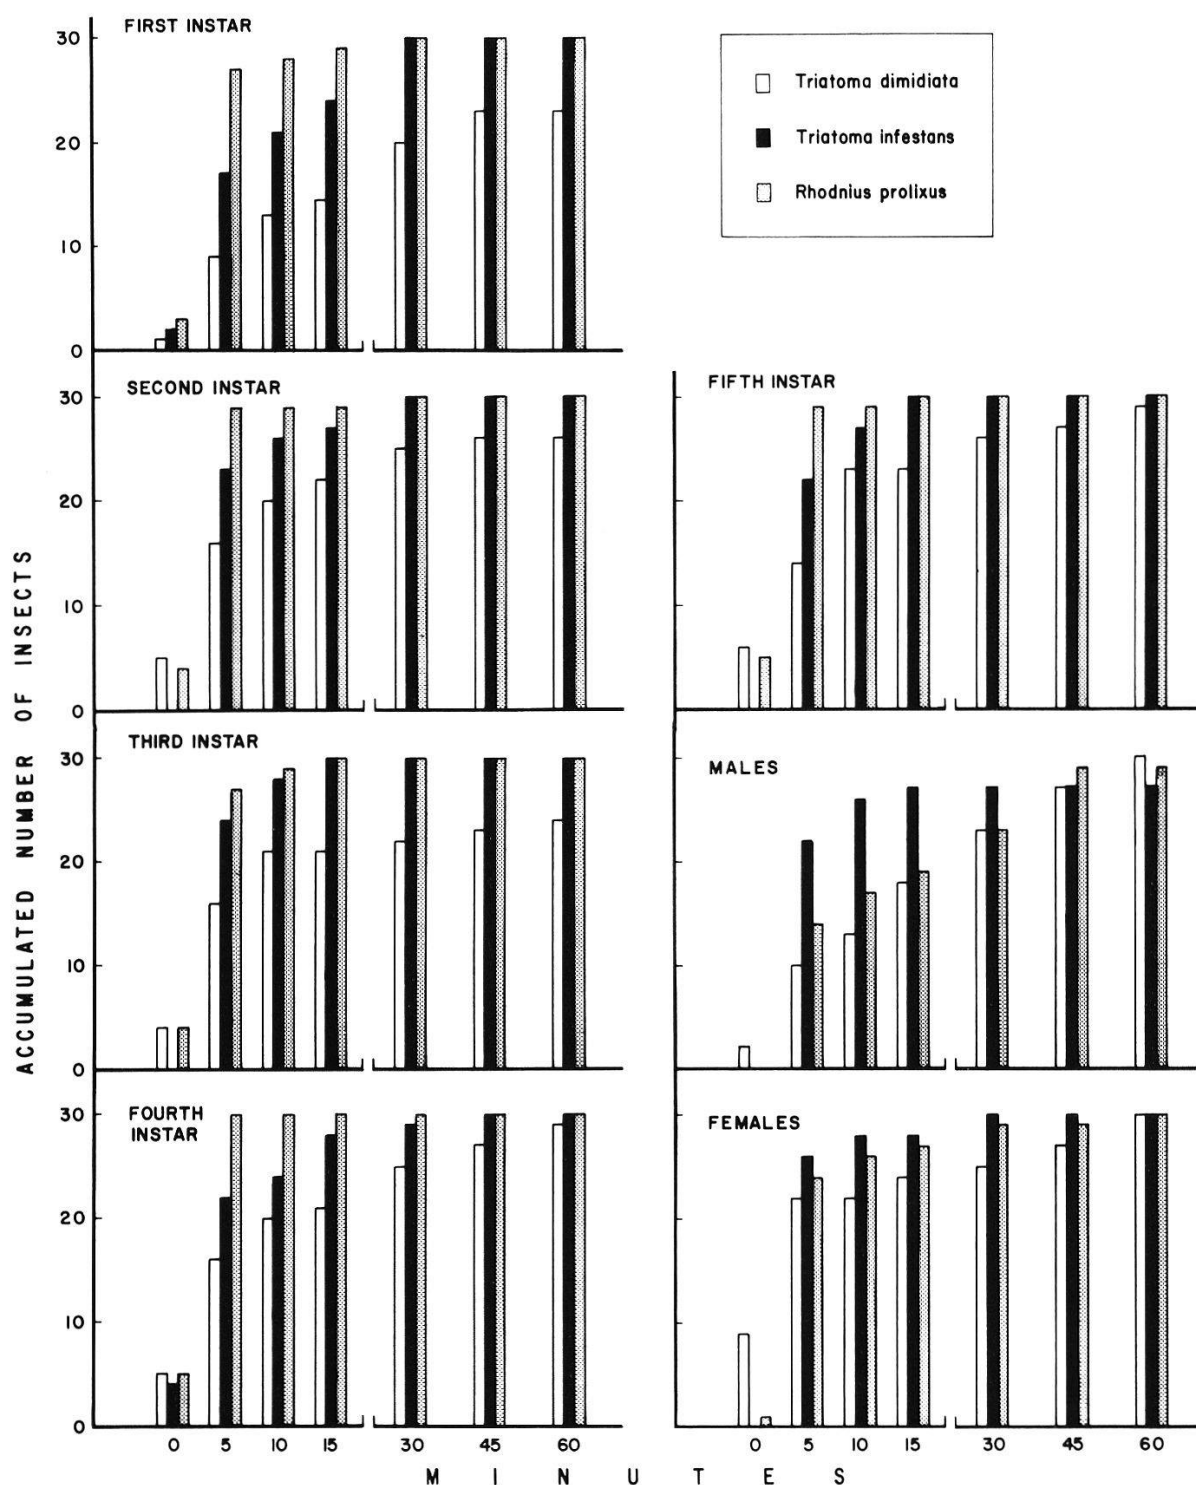 FIRST INSTAR
30
20
10
0
Triatoma dimidiata
Triatoma infestans
Rhodnius prolixus
SECOND INSTAR
30
20
10
0
FIFTH INSTAR
THIRD INSTAR
30
20
10
0
MALES
FOURTH
INSTAR
30
20
10
0
FEMALES
0 5 10 15 30 45 60
0 5 10 15 30 45 60
ACCUMULATED NUMBER OF INSECTS
MINUTES